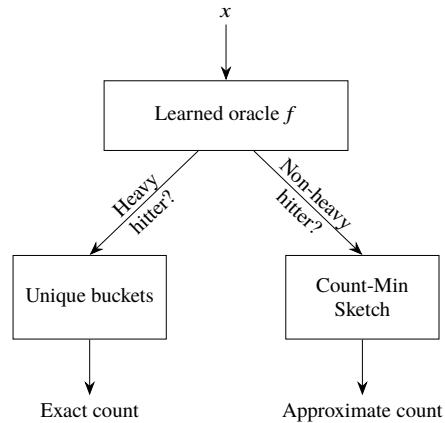 x
Learned oracle f
Heavy
hitter?
Non-heavy
hitter?
Unique buckets
Count-Min
Sketch
Exact count
Approximate count